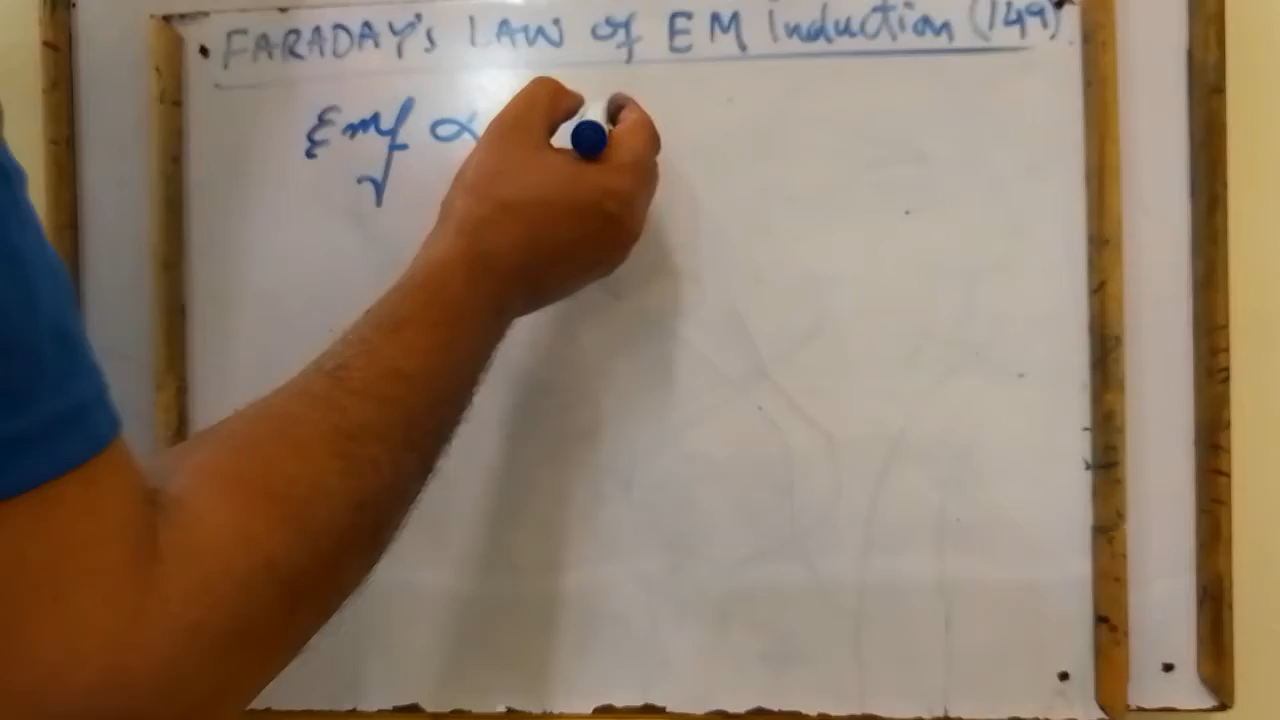 FARADAY's LAW of EM induction (149)
Emf ∝